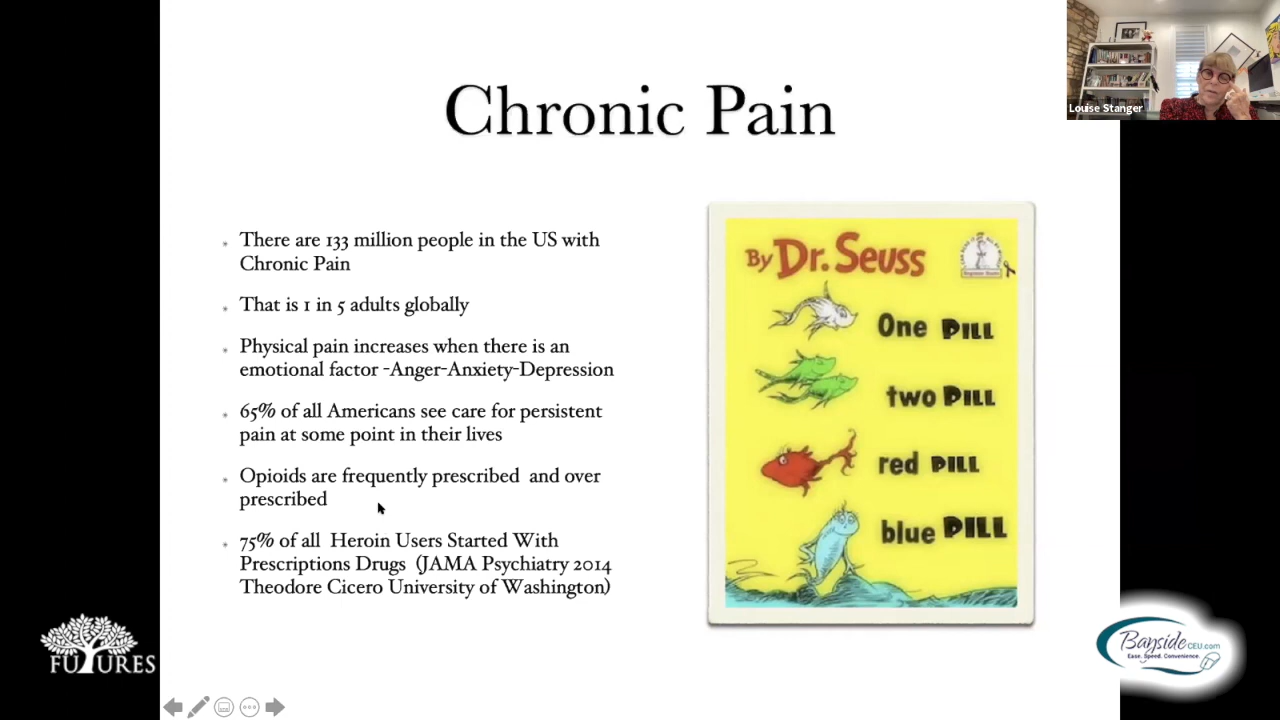 Chronic Pain
Louise Stanger
There are 133 million people in the US with
Chronic Pain
That is 1 in 5 adults globally
Physical pain increases when there is an
emotional factor -Anger-Anxiety-Depression
65% of all Americans see care for persistent
pain at some point in their lives
Opioids are frequently prescribed and over
prescribed
75% of all Heroin Users Started With
Prescriptions Drugs (JAMA Psychiatry 2014
Theodore Cicero University of Washington)
By Dr. Seuss
One PILL
two PILL
red PILL
blue PILL
FUTURES
BaysideCEU.com
Ease. Speed. Convenience.